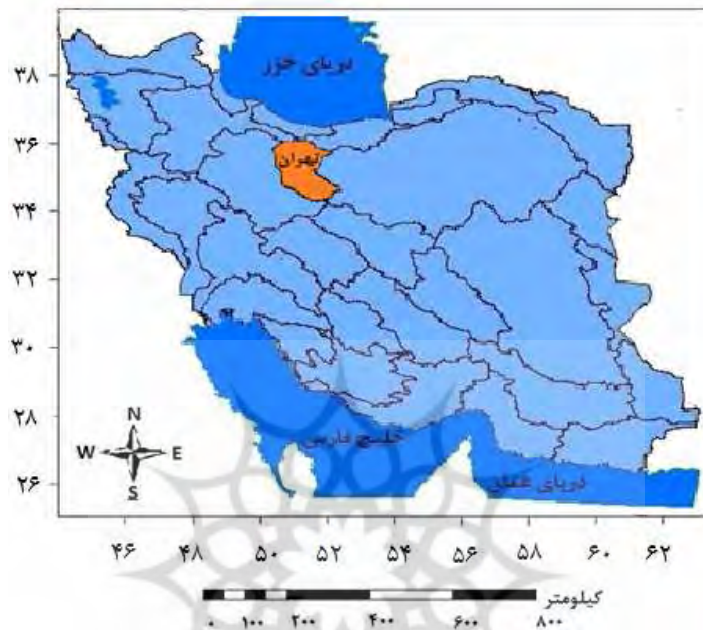 ۳۸
دریای خزر
۳۶
تهران
۳۴
۳۲
۳۰
۲۸
خلیج فارس
N
W E
S
۲۶
دریای عمان
۴۶ ۴۸ ۵۰ ۵۲ ۵۴ ۵۶ ۵۸ ۶۰ ۶۲
کیلومتر
۰ ۱۰۰ ۲۰۰ ۴۰۰ ۶۰۰ ۸۰۰